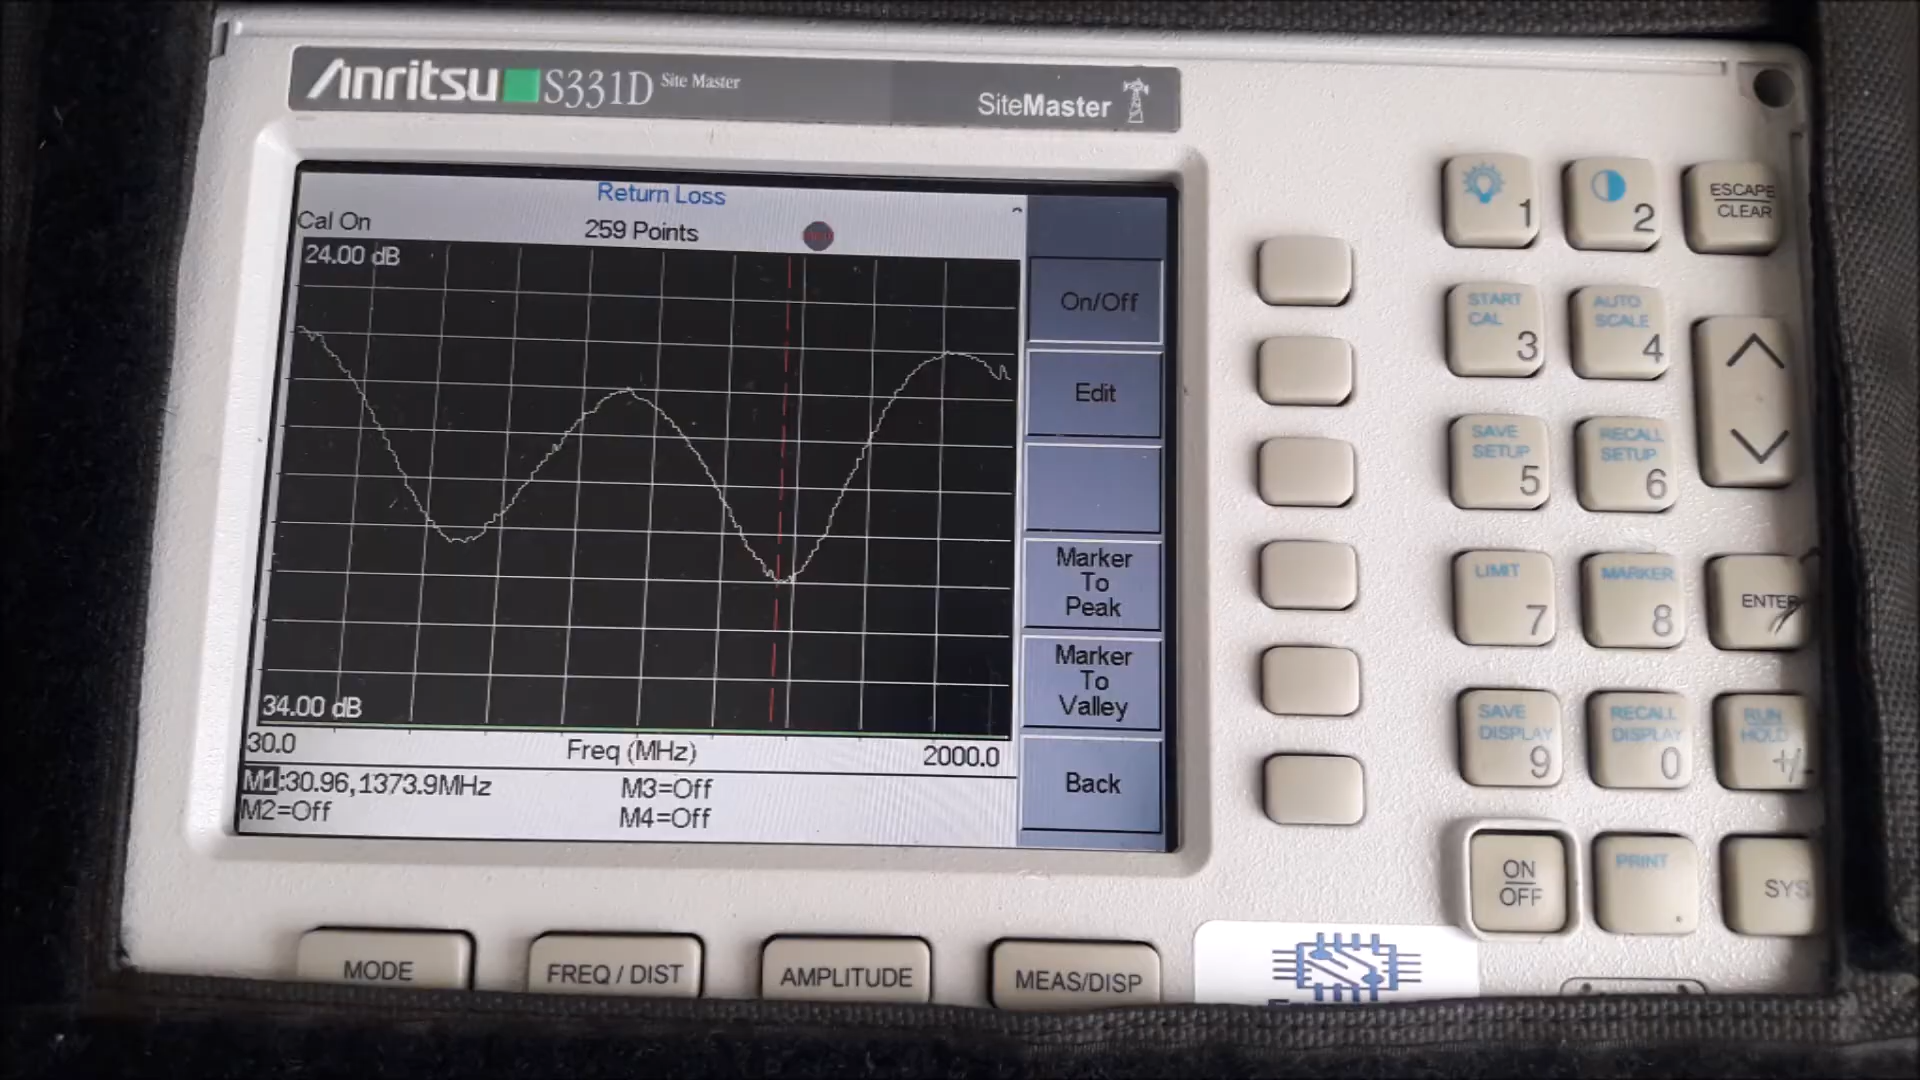 Anritsu S331D Site Master
SiteMaster
Return Loss
Cal On
259 Points
24.00 dB
34.00 dB
30.0
Freq (MHz)
2000.0
M1:30.96,1373.9MHz
M3=Off
M2=Off
M4=Off
On/Off
Edit
Marker
To
Peak
Marker
To
Valley
Back
1
2
ESCAPE
CLEAR
START
CAL
3
AUTO
SCALE
4
SAVE
SETUP
5
RECALL
SETUP
6
LIMIT
7
MARKER
8
ENTER
SAVE
DISPLAY
9
RECALL
DISPLAY
0
RUN
HOLD
+/-
ON
OFF
PRINT
SYS
MODE
FREQ / DIST
AMPLITUDE
MEAS/DISP